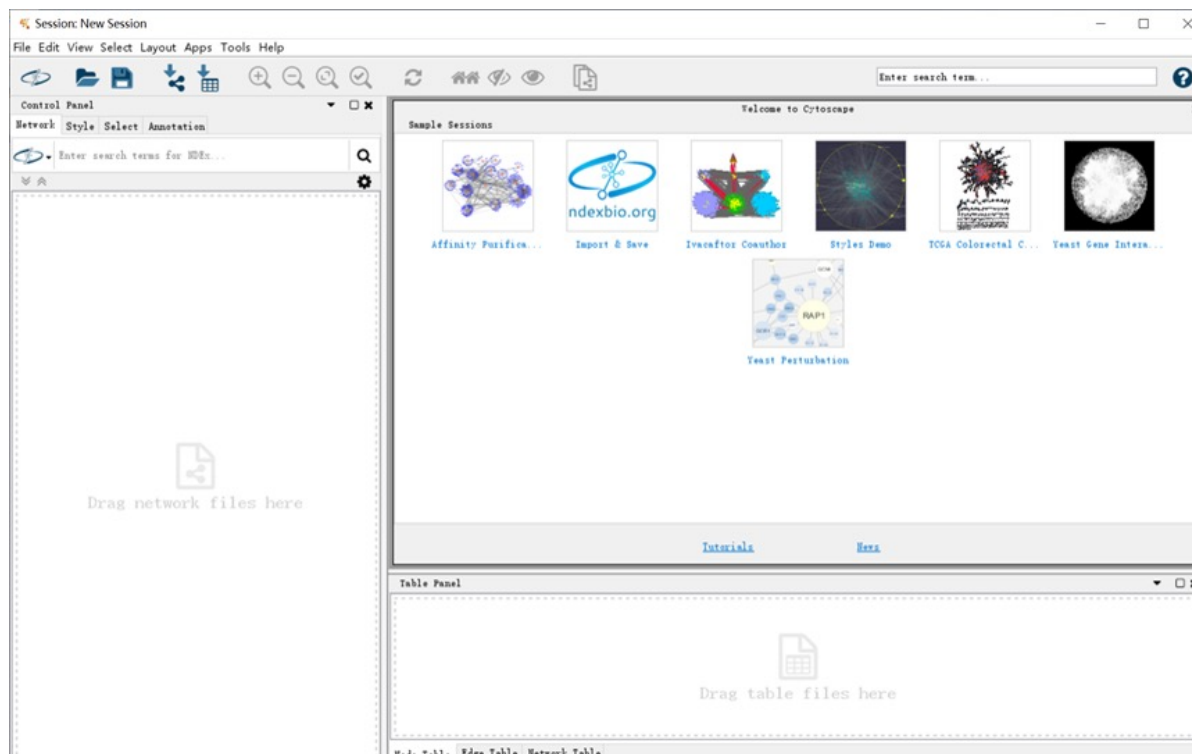 Session: New Session
File Edit View Select Layout Apps Tools Help
Enter search term...
Control Panel
Network Style Select Annotation
Enter search terms for NDEx...
Drag network files here
Welcome to Cytoscape
Sample Sessions
ndexbio.org
Affinity Purifica... Import & Save Ivacaftor Coauthor Styles Demo TCGA Colorectal C... Yeast Gene Intera...
RAP1
Yeast Perturbation
Tutorials News
Table Panel
Drag table files here
Node Table Edge Table Network Table